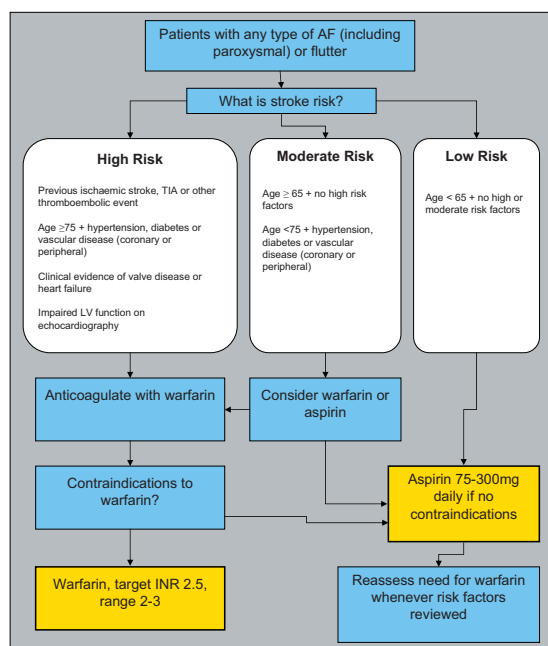 Patients with any type of AF (including
paroxysmal) or flutter
What is stroke risk?
High Risk
Previous ischaemic stroke, TIA or other
thromboembolic event
Age ≥75 + hypertension, diabetes or
vascular disease (coronary or
peripheral)
Clinical evidence of valve disease or
heart failure
Impaired LV function on
echocardiography
Moderate Risk
Age ≥ 65 + no high risk
factors
Age <75 + hypertension,
diabetes or vascular
disease (coronary or
peripheral)
Low Risk
Age < 65 + no high or
moderate risk factors
Anticoagulate with warfarin
Consider warfarin or
aspirin
Contraindications to
warfarin?
Aspirin 75-300mg
daily if no
contraindications
Warfarin, target INR 2.5,
range 2-3
Reassess need for warfarin
whenever risk factors
reviewed